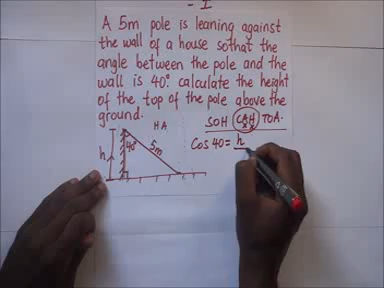 - I
A 5m pole is leaning against
the wall of a house so that the
angle between the pole and the
wall is 40° calculate the height
of the top of the pole above the
ground.
H A
SOH CAH TOA.
h 40° 5m
Cos 40 = h